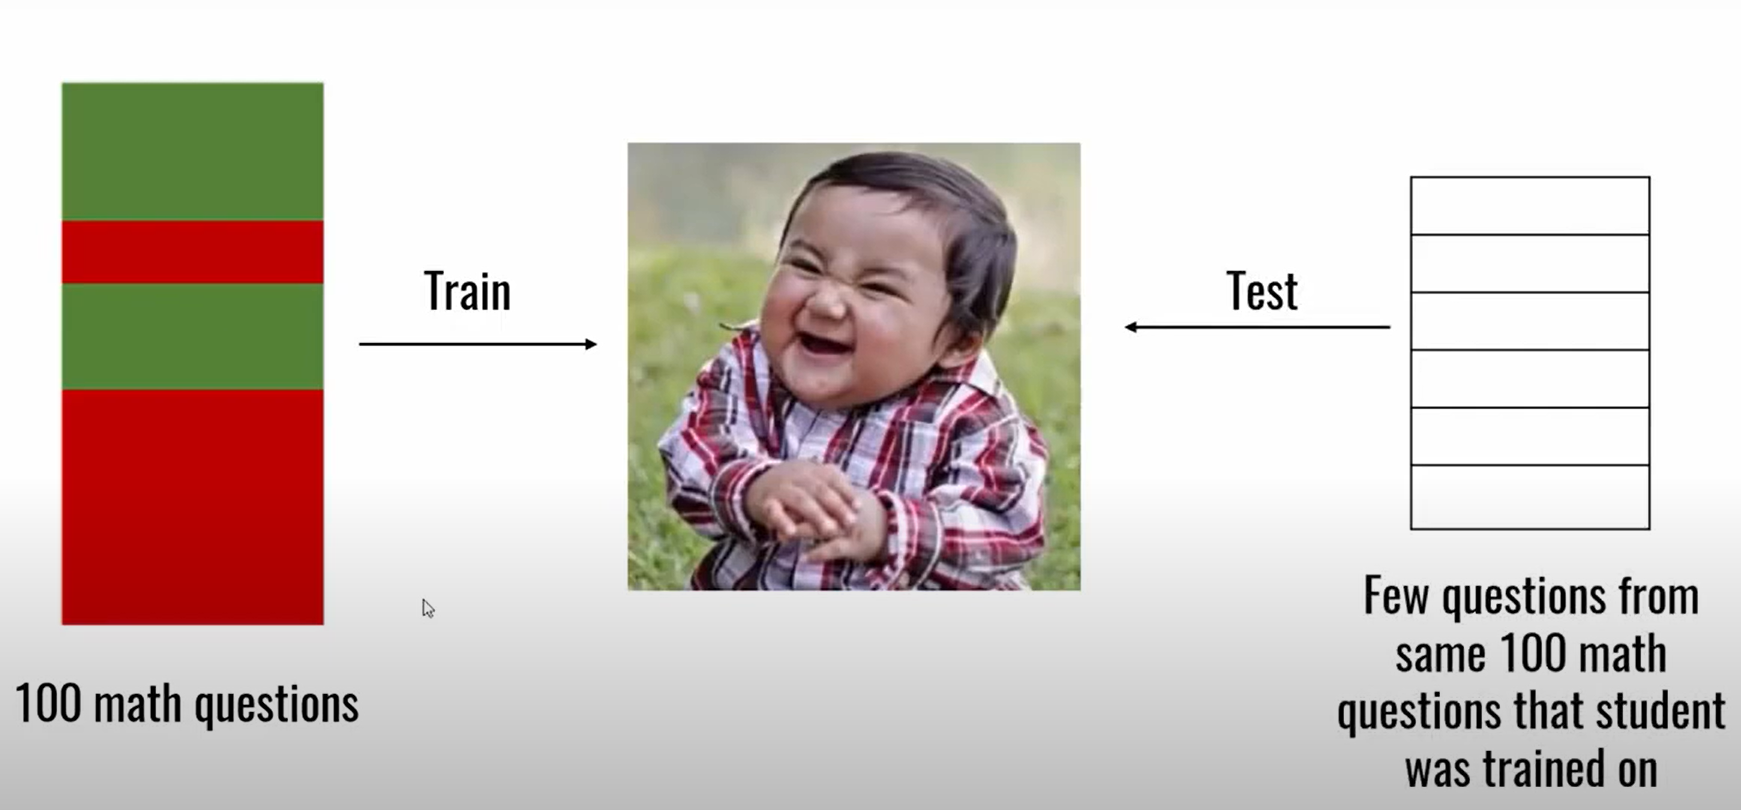 Train
Test
100 math questions
Few questions from
same 100 math
questions that student
was trained on